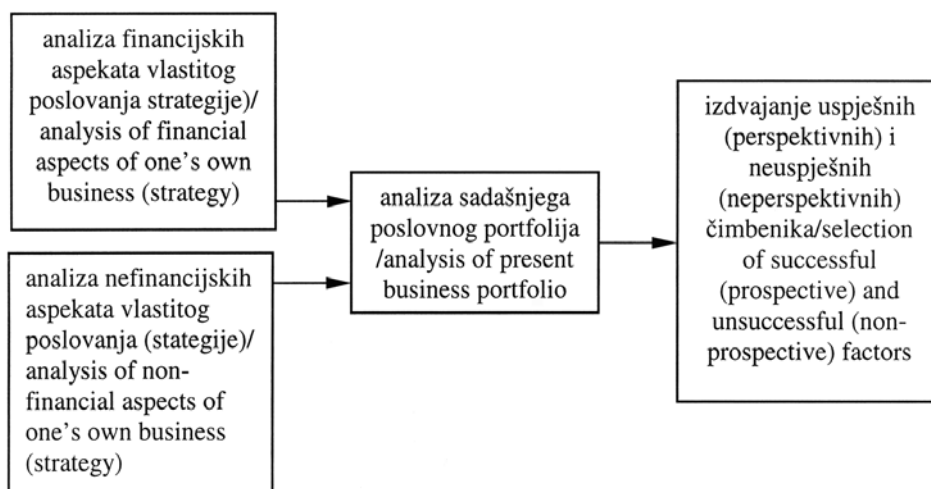 analiza financijskih
aspekata vlastitog
poslovanja strategije)/
analysis of financial
aspects of one's own
business (strategy)
analiza nefinancijskih
aspekata vlastitog
poslovanja (stategije)/
analysis of non-
financial aspects of
one's own business
(strategy)
analiza sadašnjega
poslovnog portfolija
/analysis of present
business portfolio
izdvajanje uspješnih
(perspektivnih) i
neuspješnih
(neperspektivnih)
čimbenika/selection
of successful
(prospective) and
unsuccessful (non-
prospective) factors